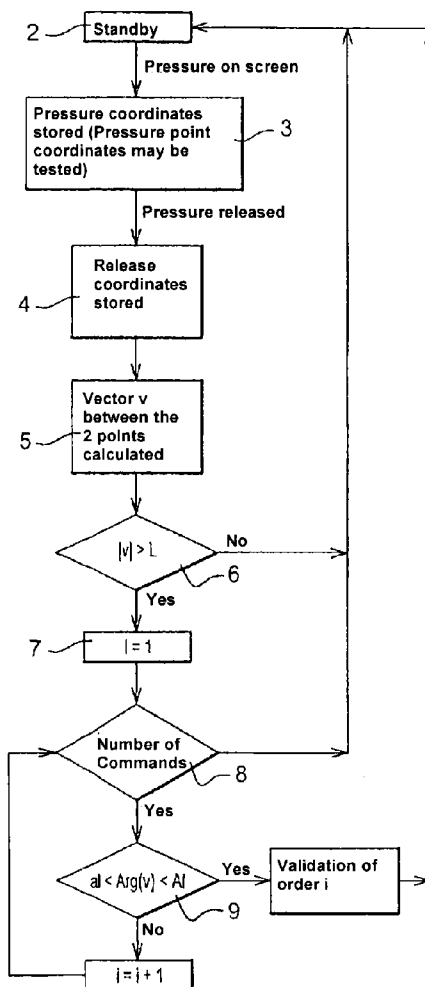 2
Standby
Pressure on screen
Pressure coordinates
stored (Pressure point
coordinates may be
tested)
3
Pressure released
Release
coordinates
stored
4
Vector v
between the
2 points
calculated
5
|v| > L
No
6
Yes
7
i = 1
Number of
Commands
8
Yes
ai < Arg(v) < Ai
Yes
9
Validation of
order i
No
i = i + 1